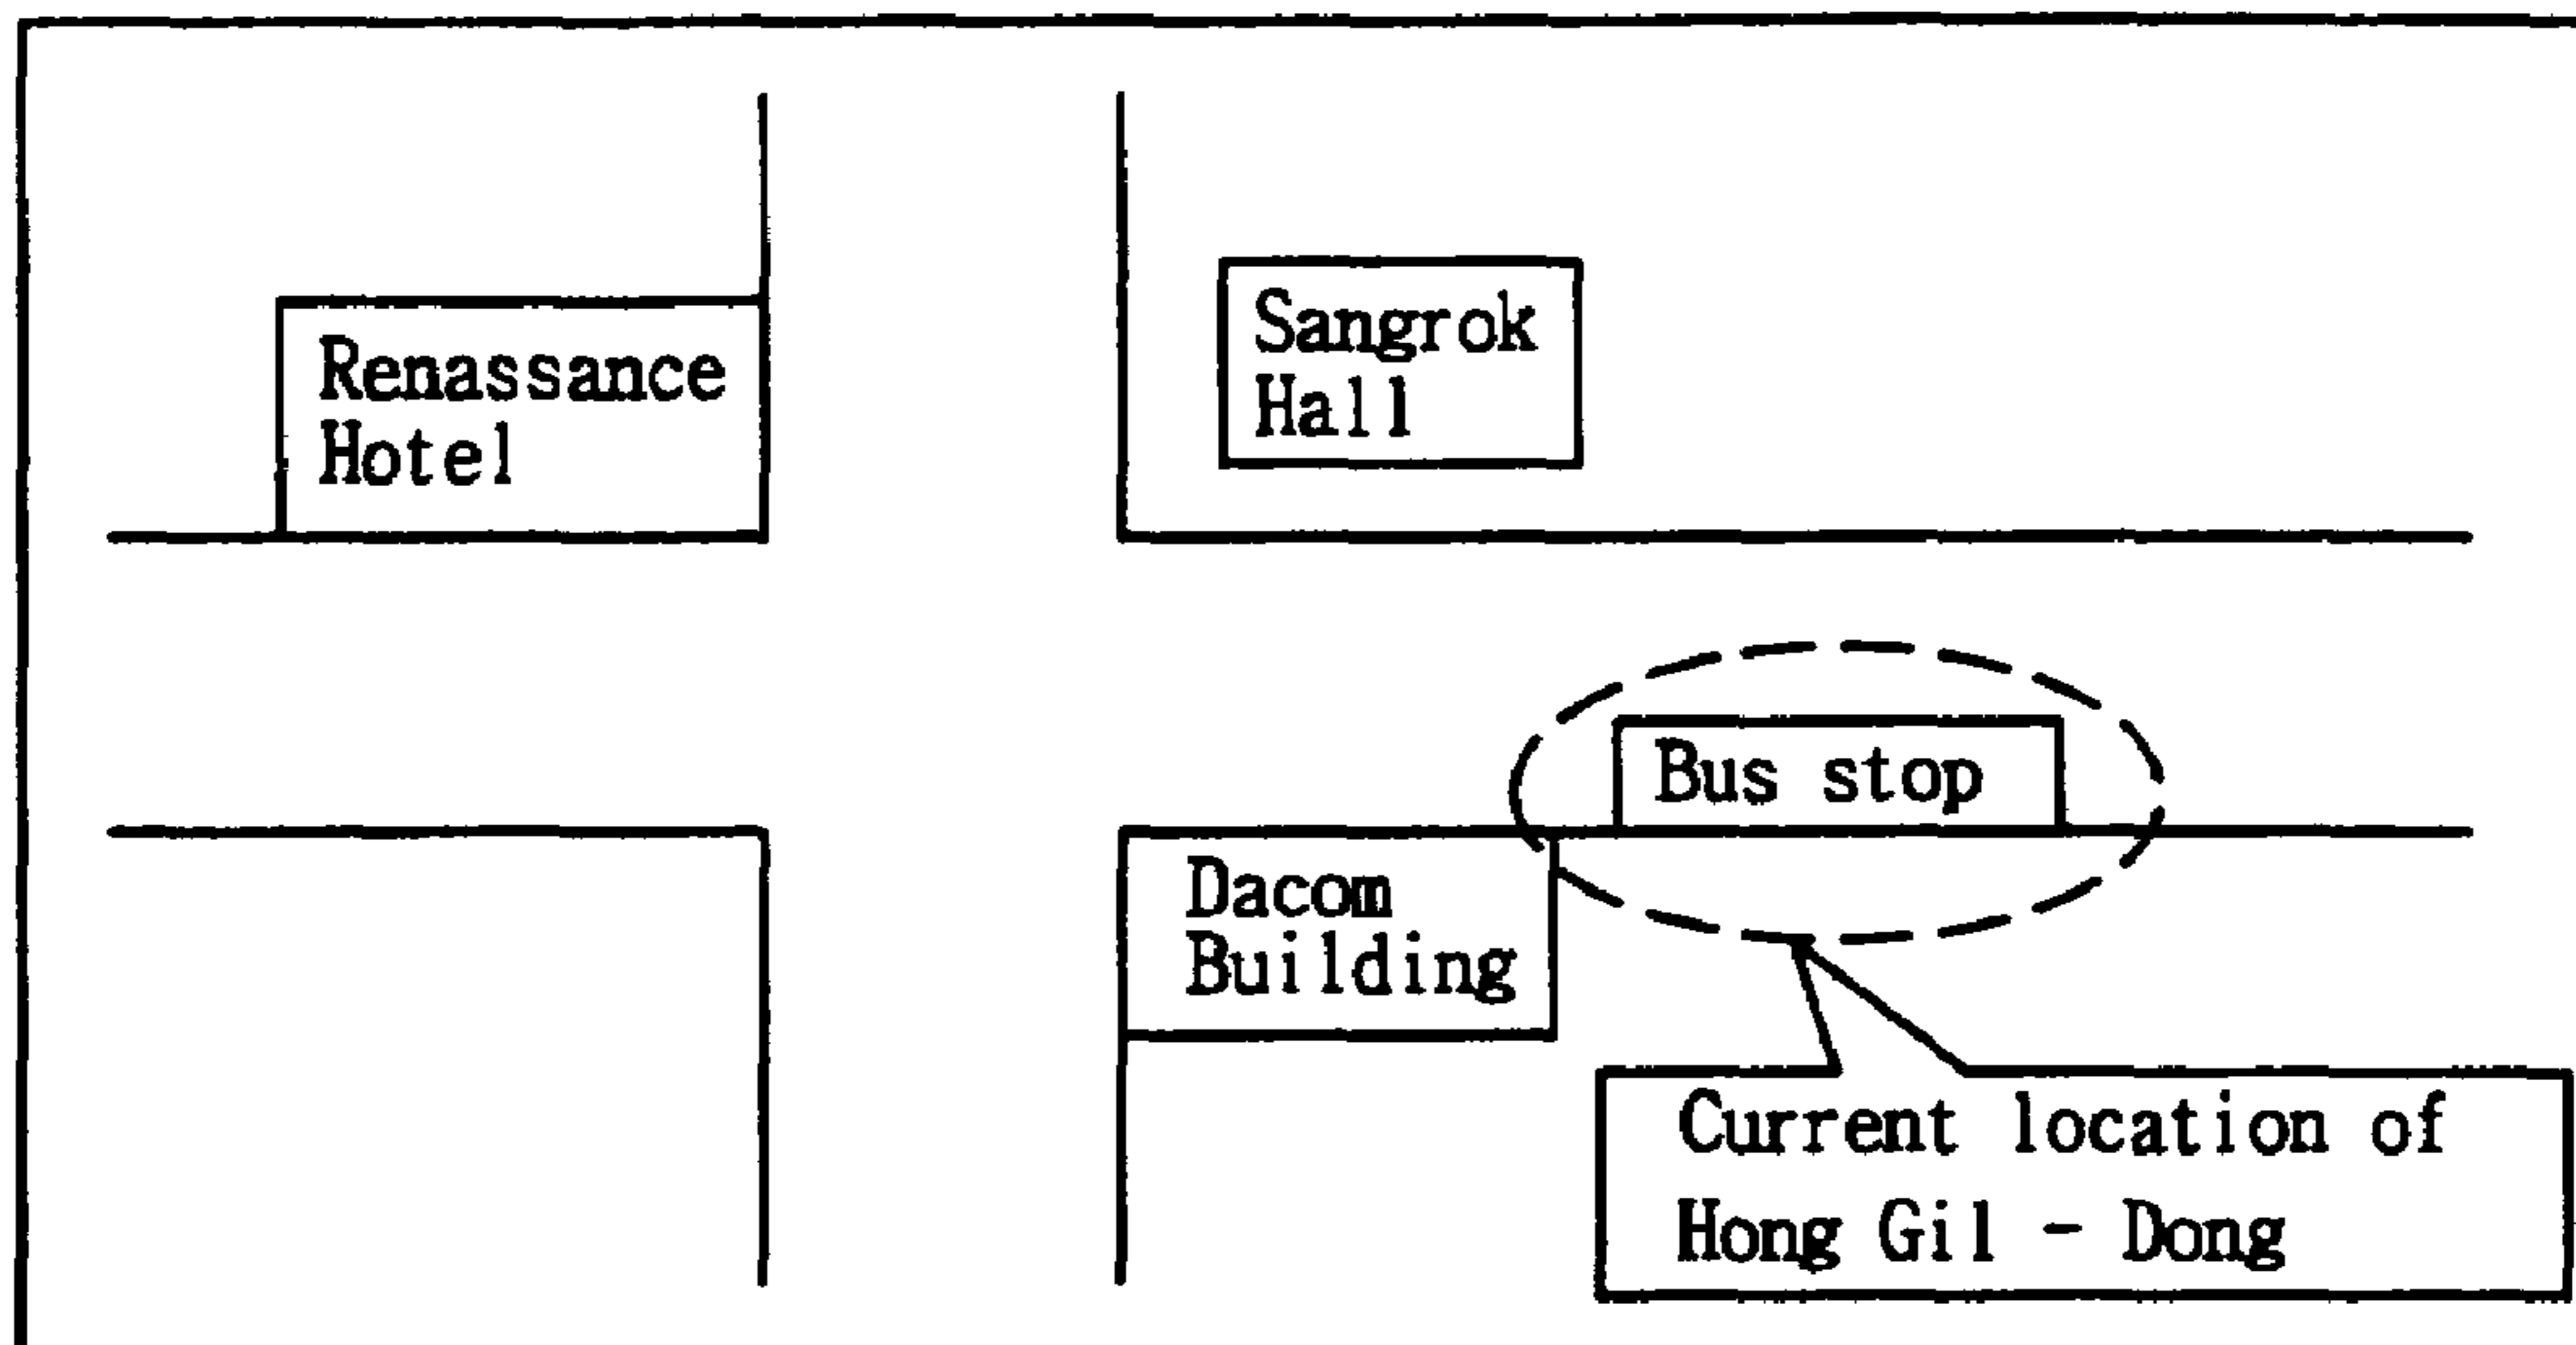 Renassance
Hotel
Sangrok
Hall
Bus stop
Dacom
Building
Current location of
Hong Gil - Dong